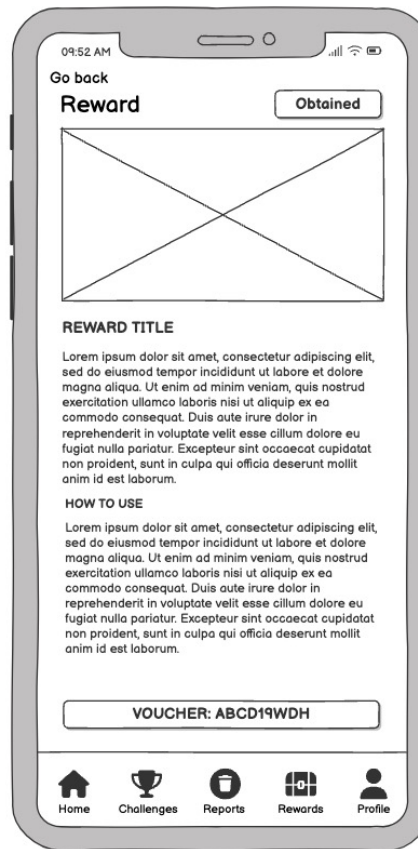 09:52 AM
Go back
Reward
Obtained
REWARD TITLE
Lorem ipsum dolor sit amet, consectetur adipiscing elit,
sed do eiusmod tempor incididunt ut labore et dolore
magna aliqua. Ut enim ad minim veniam, quis nostrud
exercitation ullamco laboris nisi ut aliquip ex ea
commodo consequat. Duis aute irure dolor in
reprehenderit in voluptate velit esse cillum dolore eu
fugiat nulla pariatur. Excepteur sint occaecat cupidatat
non proident, sunt in culpa qui officia deserunt mollit
anim id est laborum.
HOW TO USE
Lorem ipsum dolor sit amet, consectetur adipiscing elit,
sed do eiusmod tempor incididunt ut labore et dolore
magna aliqua. Ut enim ad minim veniam, quis nostrud
exercitation ullamco laboris nisi ut aliquip ex ea
commodo consequat. Duis aute irure dolor in
reprehenderit in voluptate velit esse cillum dolore eu
fugiat nulla pariatur. Excepteur sint occaecat cupidatat
non proident, sunt in culpa qui officia deserunt mollit
anim id est laborum.
VOUCHER: ABCD19WDH
Home
Challenges
Reports
Rewards
Profile